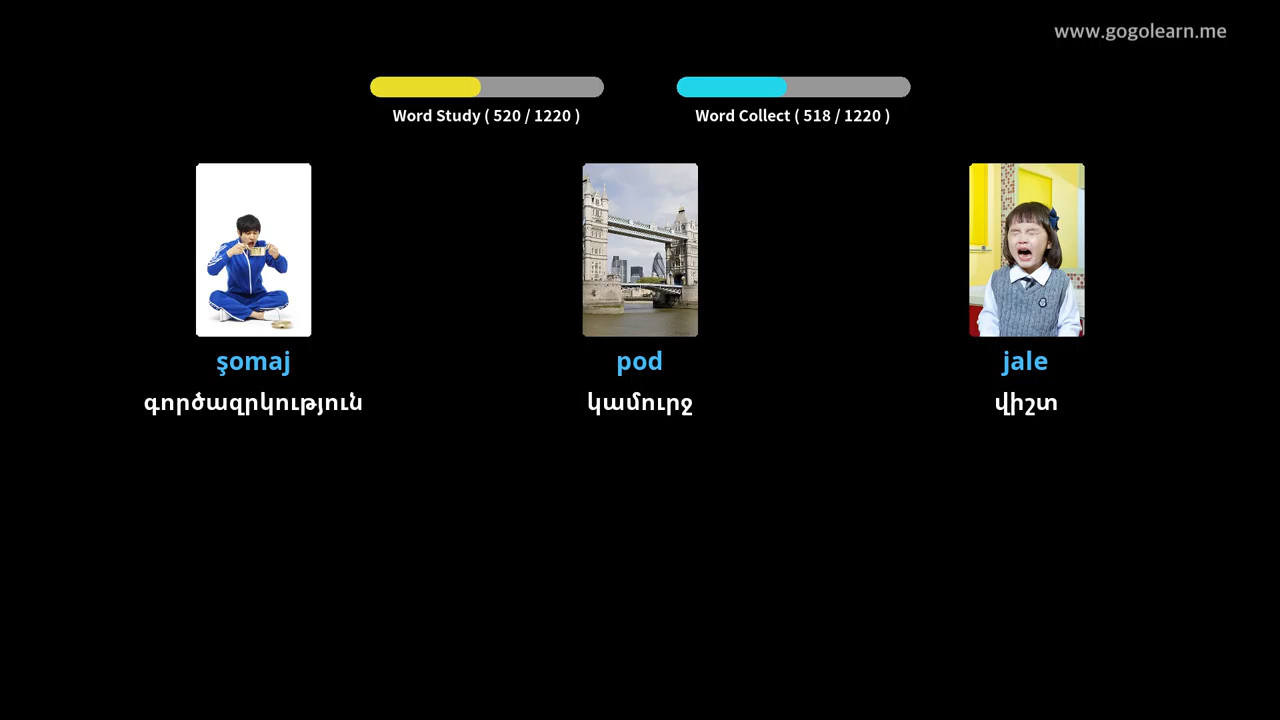 www.gogolearn.me
Word Study ( 520 / 1220 )
Word Collect ( 518 / 1220 )
şomaj
pod
jale
գործազրկություն
կամուրջ
վիշտ